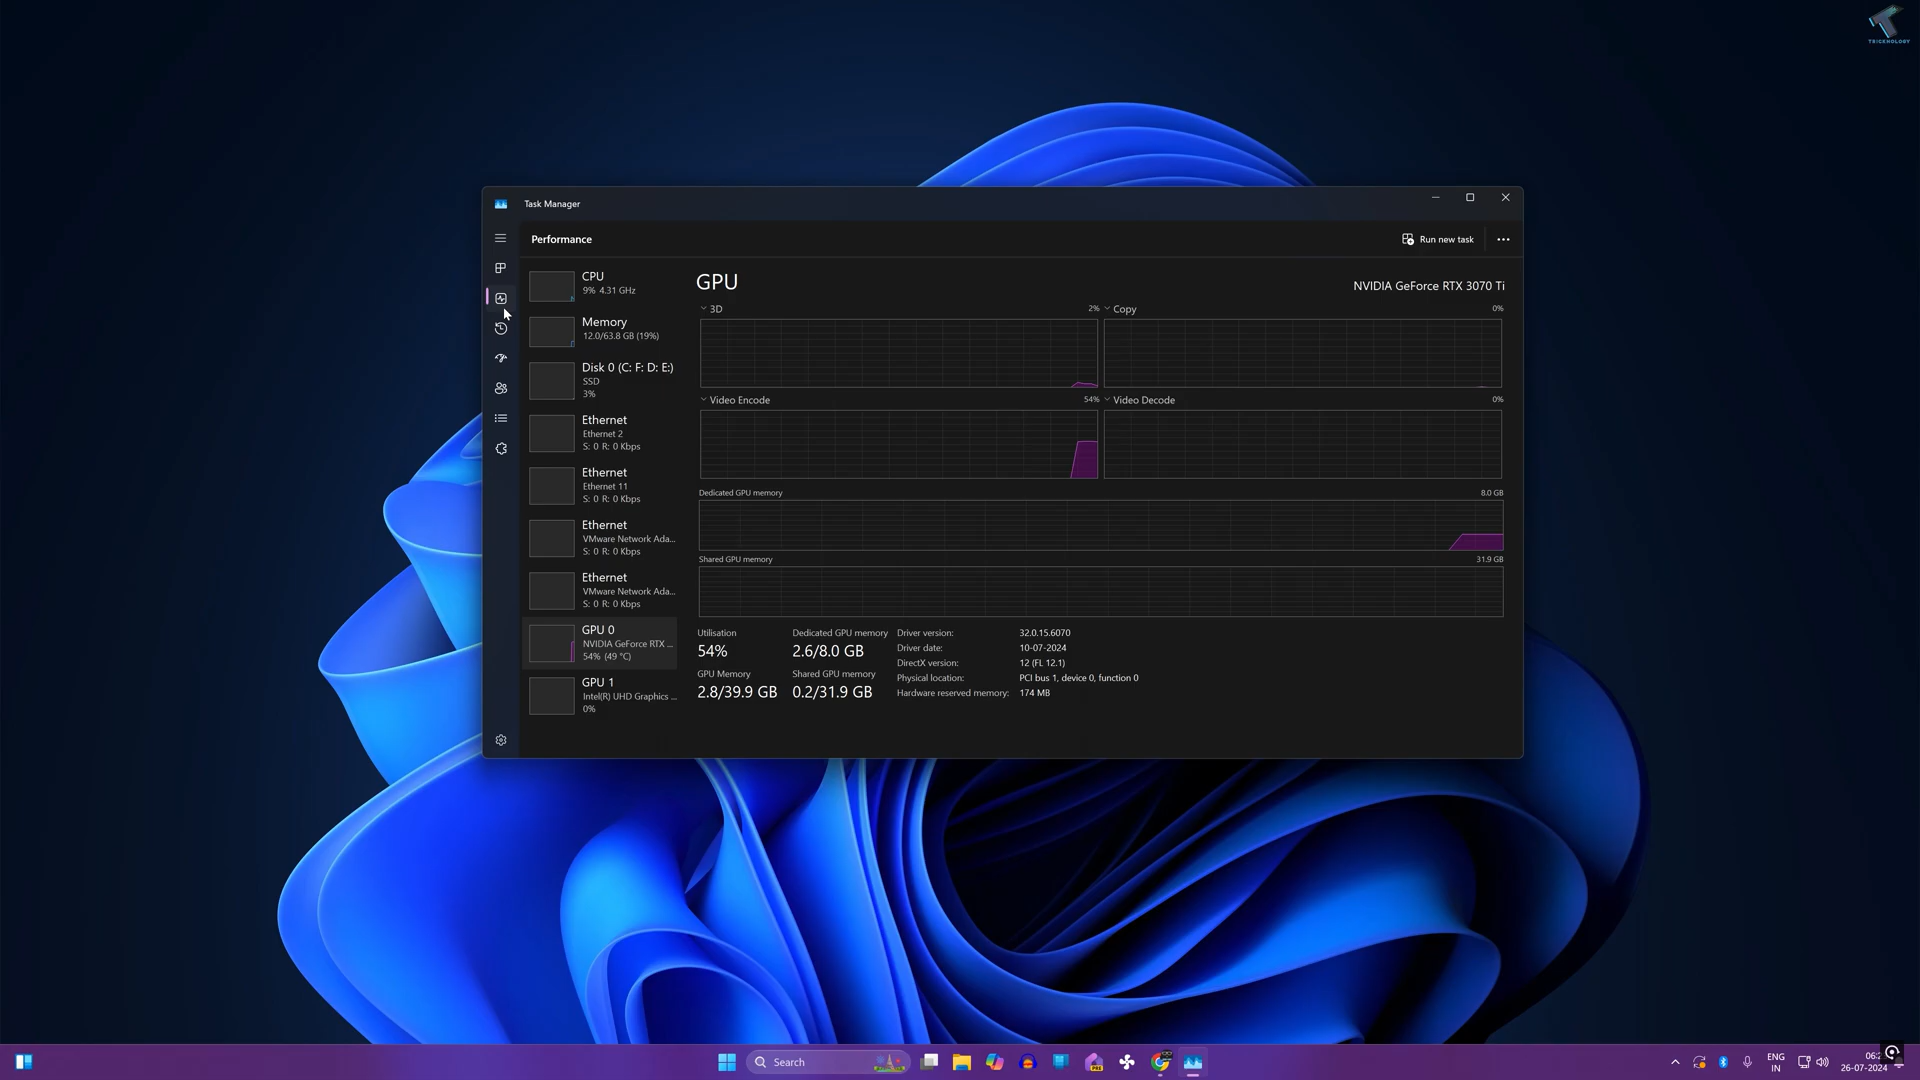 TRICKNOLOGY
Task Manager
Performance
Run new task
CPU
9% 4.31 GHz
Memory
12.0/63.8 GB (19%)
Disk 0 (C: F: D: E:)
SSD
3%
Ethernet
Ethernet 2
S: 0 R: 0 Kbps
Ethernet
Ethernet 11
S: 0 R: 0 Kbps
Ethernet
VMware Network Ada...
S: 0 R: 0 Kbps
Ethernet
VMware Network Ada...
S: 0 R: 0 Kbps
GPU 0
NVIDIA GeForce RTX ...
54% (49 °C)
GPU 1
Intel(R) UHD Graphics ...
0%
GPU
NVIDIA GeForce RTX 3070 Ti
3D 2%
Copy 0%
Video Encode 54%
Video Decode 0%
Dedicated GPU memory 8.0 GB
Shared GPU memory 31.9 GB
Utilisation
54%
Dedicated GPU memory
2.6/8.0 GB
GPU Memory
2.8/39.9 GB
Shared GPU memory
0.2/31.9 GB
Driver version: 32.0.15.6070
Driver date: 10-07-2024
DirectX version: 12 (FL 12.1)
Physical location: PCI bus 1, device 0, function 0
Hardware reserved memory: 174 MB
Search
PRE
ENG
IN
26-07-2024